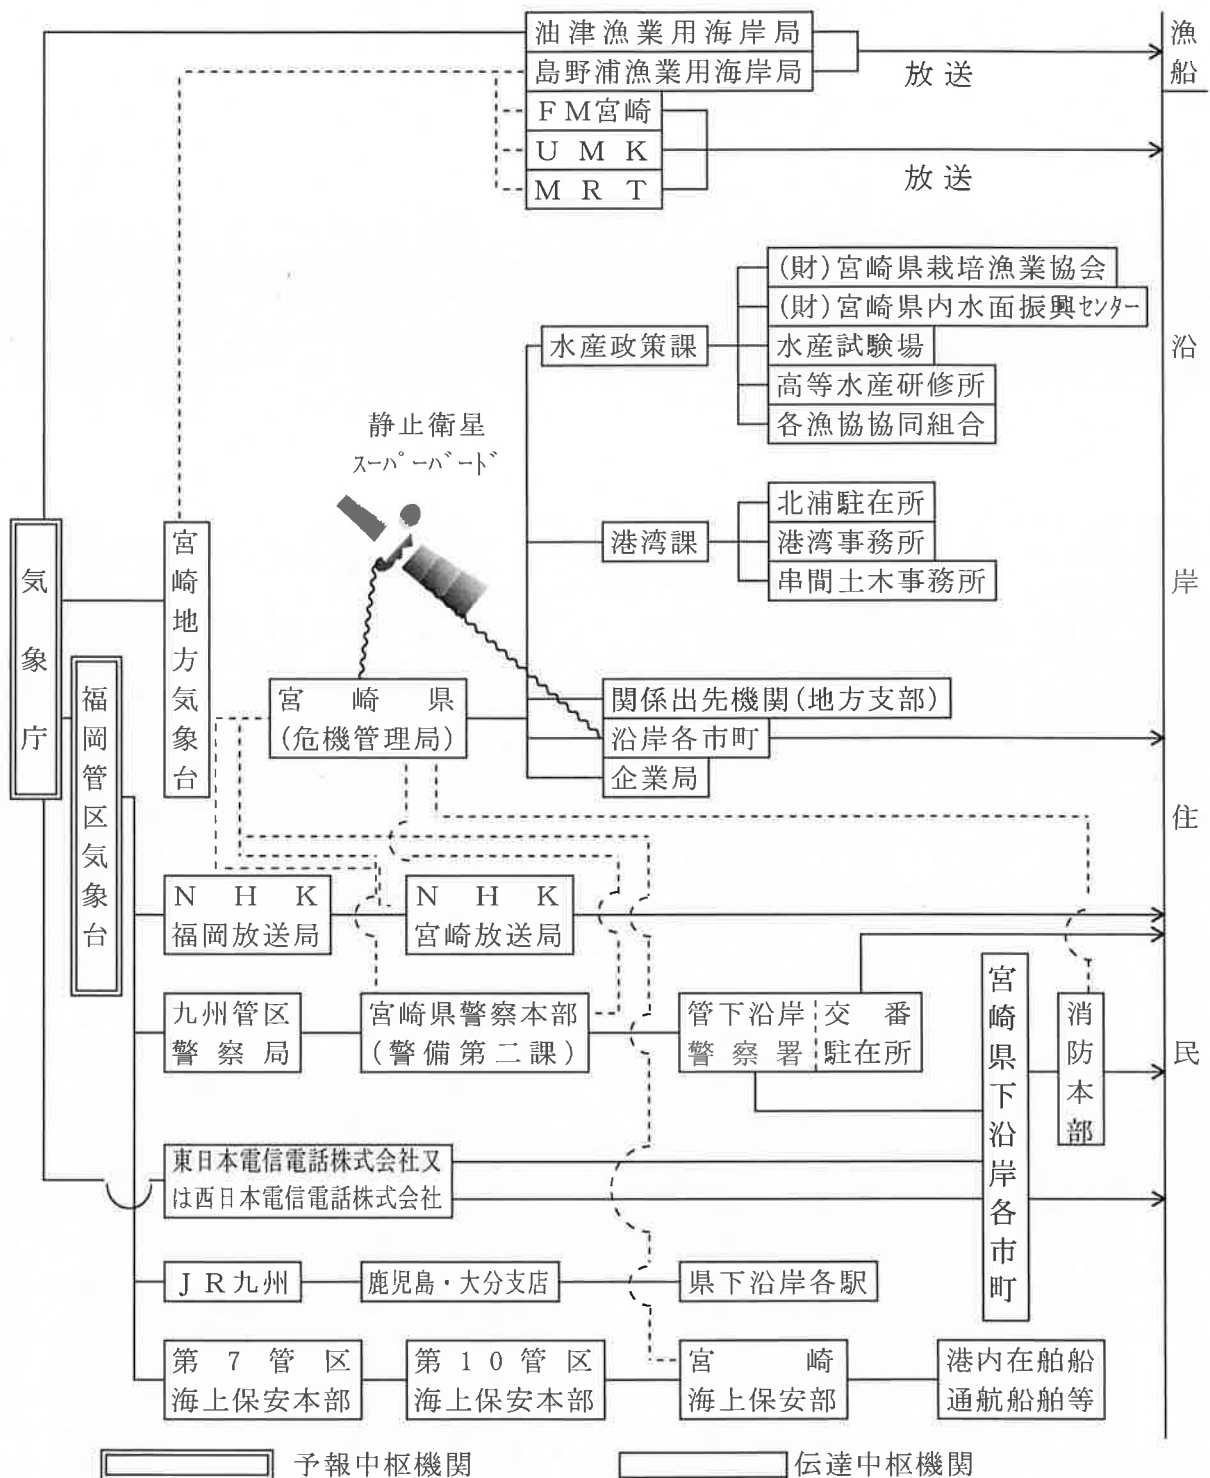 油津漁業用海岸局
島野浦漁業用海岸局
放送
漁船
FM宮崎
UMK
MRT
放送
(財)宮崎県栽培漁業協会
(財)宮崎県内水面振興センター
水産政策課
水産試験場
高等水産研修所
各漁協協同組合
静止衛星
スーパーバード
北浦駐在所
港湾課
港湾事務所
串間土木事務所
気象庁
宮崎地方気象台
福岡管区気象台
宮崎県
(危機管理局)
関係出先機関(地方支部)
沿岸各市町
企業局
沿岸住民
NHK
福岡放送局
NHK
宮崎放送局
九州管区
警察局
宮崎県警察本部
(警備第二課)
管下沿岸
警察署
交番
駐在所
宮崎県下沿岸各市町
消防本部
東日本電信電話株式会社又
は西日本電信電話株式会社
JR九州
鹿児島・大分支店
県下沿岸各駅
第7管区
海上保安本部
第10管区
海上保安本部
宮崎
海上保安部
港内在舶船
通航船舶等
予報中枢機関
伝達中枢機関